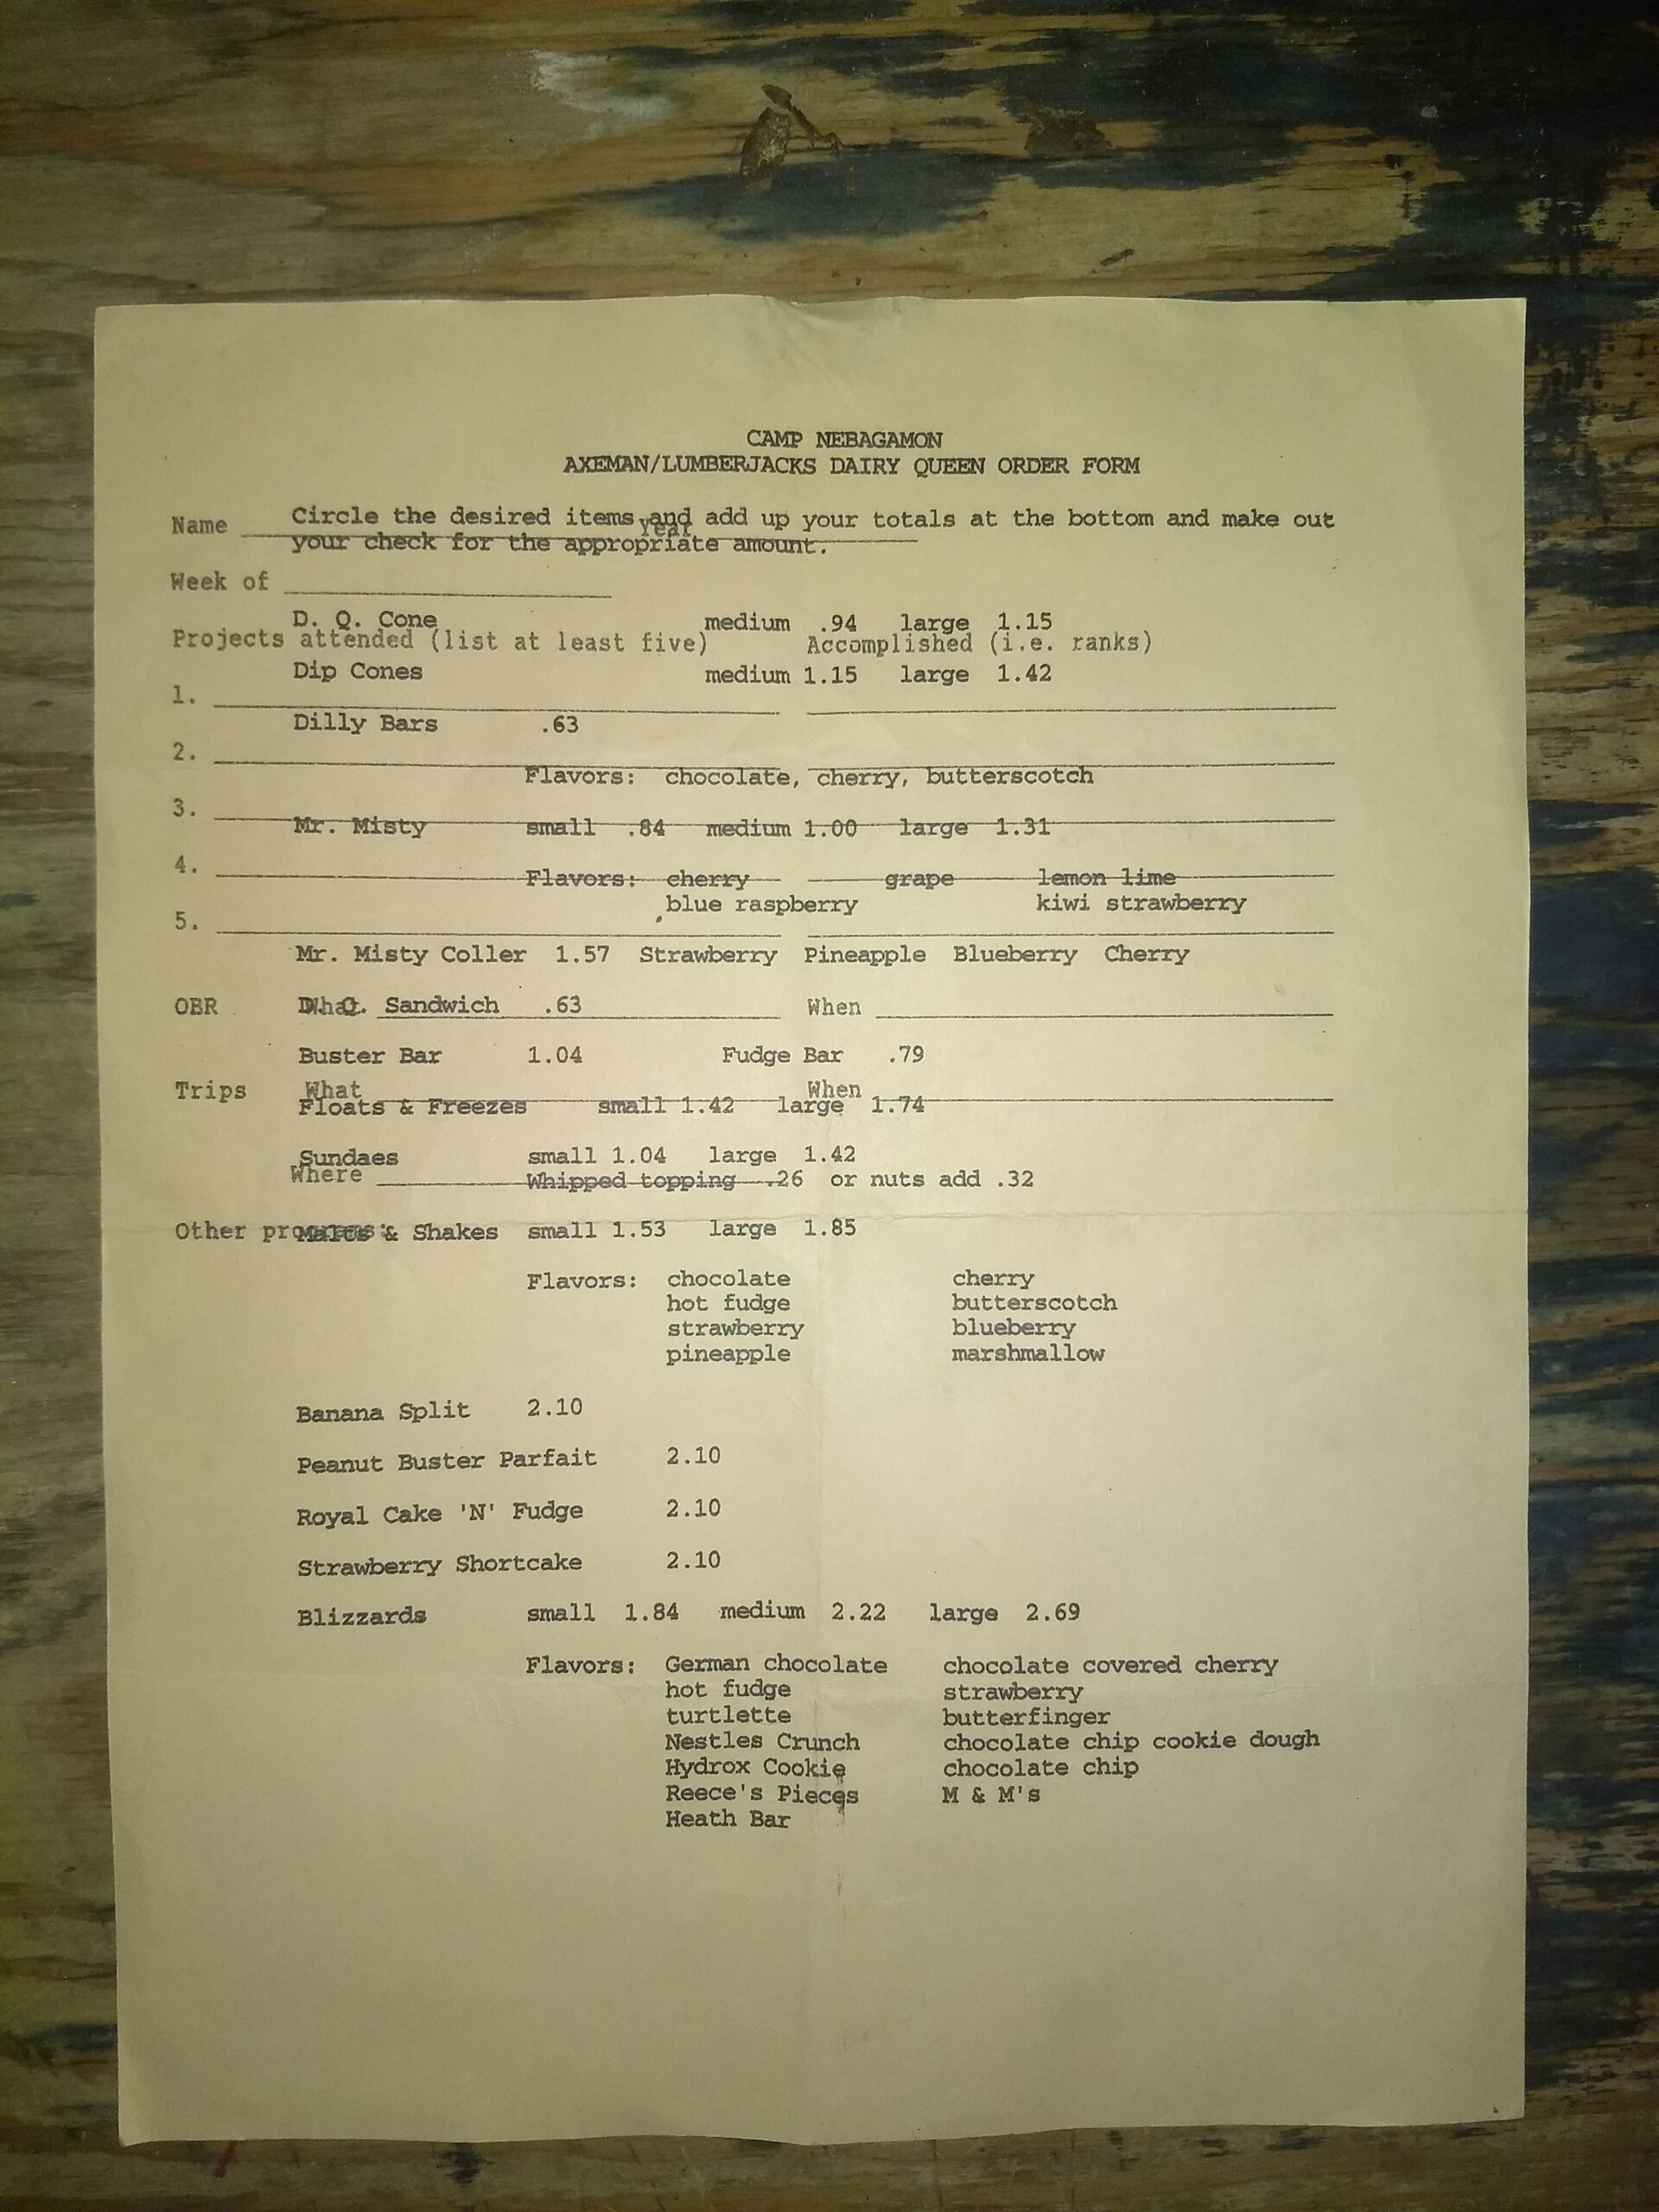 CAMP NEBAGAMON
AXEMAN/LUMBERJACKS DAIRY QUEEN ORDER FORM
Circle the desired items and add up your totals at the bottom and make out
Name year
your check for the appropriate amount.
Week of
D. Q. Cone medium .94 large 1.15
Projects attended (list at least five) Accomplished (i.e. ranks)
Dip Cones medium 1.15 large 1.42
1.
Dilly Bars .63
2.
Flavors: chocolate, cherry, butterscotch
3.
Mr. Misty small .84 medium 1.00 large 1.31
4.
Flavors: cherry grape lemon lime
blue raspberry kiwi strawberry
5.
Mr. Misty Coller 1.57 Strawberry Pineapple Blueberry Cherry
OBR What When
D. Q. Sandwich .63
Buster Bar 1.04 Fudge Bar .79
Trips What When
Floats & Freezes small 1.42 large 1.74
Sundaes small 1.04 large 1.42
Where
Whipped topping .26 or nuts add .32
Other programs:
Malts & Shakes small 1.53 large 1.85
Flavors: chocolate cherry
hot fudge butterscotch
strawberry blueberry
pineapple marshmallow
Banana Split 2.10
Peanut Buster Parfait 2.10
Royal Cake 'N' Fudge 2.10
Strawberry Shortcake 2.10
Blizzards small 1.84 medium 2.22 large 2.69
Flavors: German chocolate chocolate covered cherry
hot fudge strawberry
turtlette butterfinger
Nestles Crunch chocolate chip cookie dough
Hydrox Cookie chocolate chip
Reece's Pieces M & M's
Heath Bar